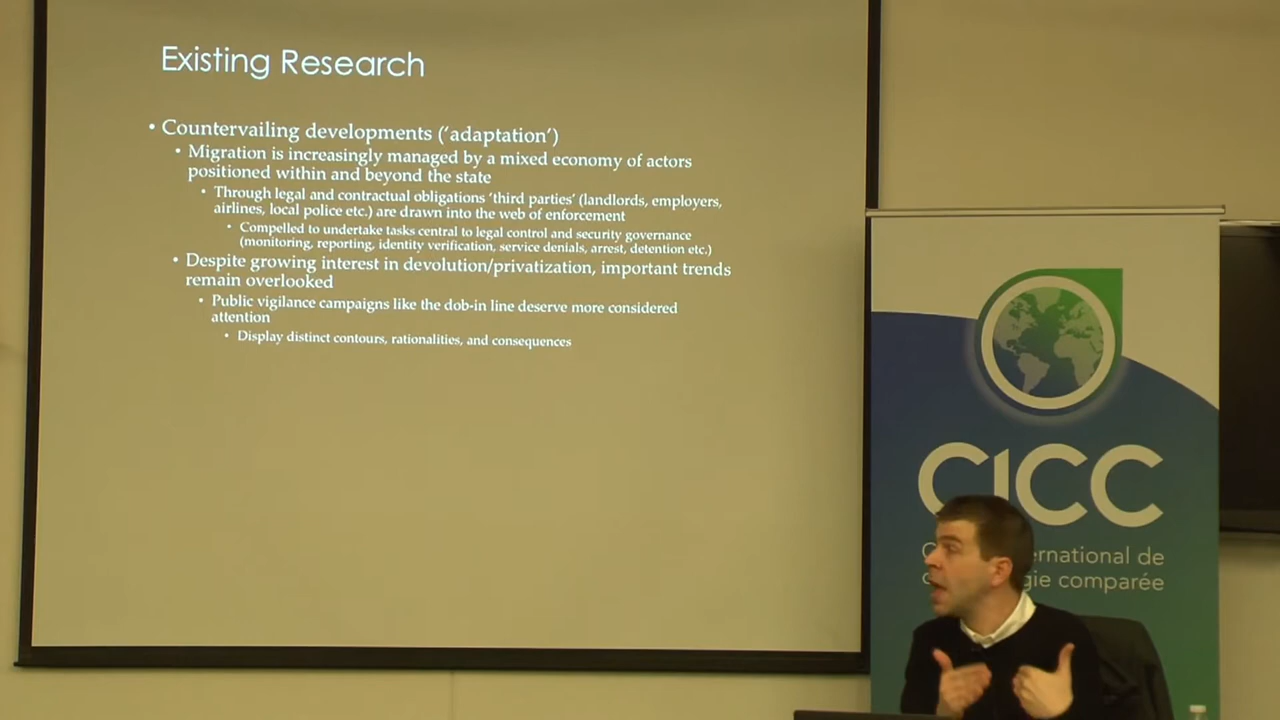 Existing Research
• Countervailing developments ('adaptation')
• Migration is increasingly managed by a mixed economy of actors
positioned within and beyond the state
• Through legal and contractual obligations 'third parties' (landlords, employers,
airlines, local police etc.) are drawn into the web of enforcement
• Compelled to undertake tasks central to legal control and security governance
(monitoring, reporting, identity verification, service denials, arrest, detention etc.)
• Despite growing interest in devolution/privatization, important trends
remain overlooked
• Public vigilance campaigns like the dob-in line deserve more considered
attention
• Display distinct contours, rationalities, and consequences
CICC
ernational de
gie comparée